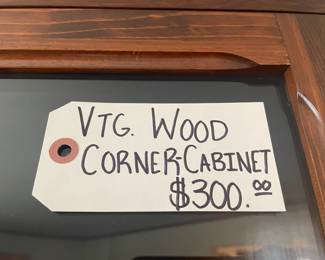 VTG. WOOD
CORNER-CABINET
$300.00